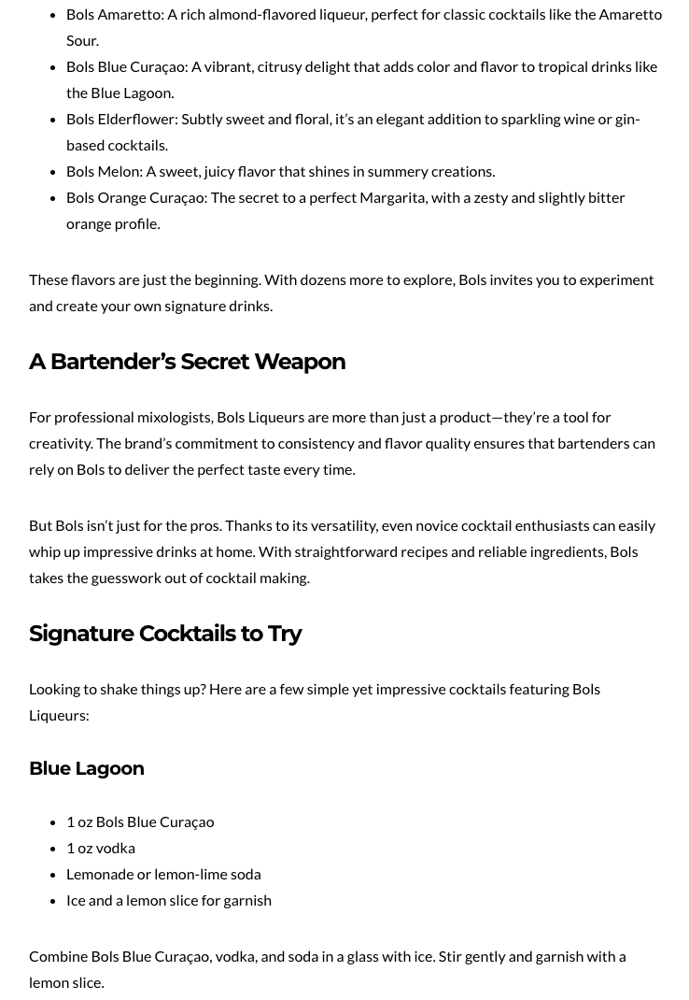 • Bols Amaretto: A rich almond-flavored liqueur, perfect for classic cocktails like the Amaretto
Sour.
• Bols Blue Curaçao: A vibrant, citrusy delight that adds color and flavor to tropical drinks like
the Blue Lagoon.
• Bols Elderflower: Subtly sweet and floral, it’s an elegant addition to sparkling wine or gin-
based cocktails.
• Bols Melon: A sweet, juicy flavor that shines in summery creations.
• Bols Orange Curaçao: The secret to a perfect Margarita, with a zesty and slightly bitter
orange profile.
These flavors are just the beginning. With dozens more to explore, Bols invites you to experiment
and create your own signature drinks.
A Bartender’s Secret Weapon
For professional mixologists, Bols Liqueurs are more than just a product—they’re a tool for
creativity. The brand’s commitment to consistency and flavor quality ensures that bartenders can
rely on Bols to deliver the perfect taste every time.
But Bols isn’t just for the pros. Thanks to its versatility, even novice cocktail enthusiasts can easily
whip up impressive drinks at home. With straightforward recipes and reliable ingredients, Bols
takes the guesswork out of cocktail making.
Signature Cocktails to Try
Looking to shake things up? Here are a few simple yet impressive cocktails featuring Bols
Liqueurs:
Blue Lagoon
• 1 oz Bols Blue Curaçao
• 1 oz vodka
• Lemonade or lemon-lime soda
• Ice and a lemon slice for garnish
Combine Bols Blue Curaçao, vodka, and soda in a glass with ice. Stir gently and garnish with a
lemon slice.